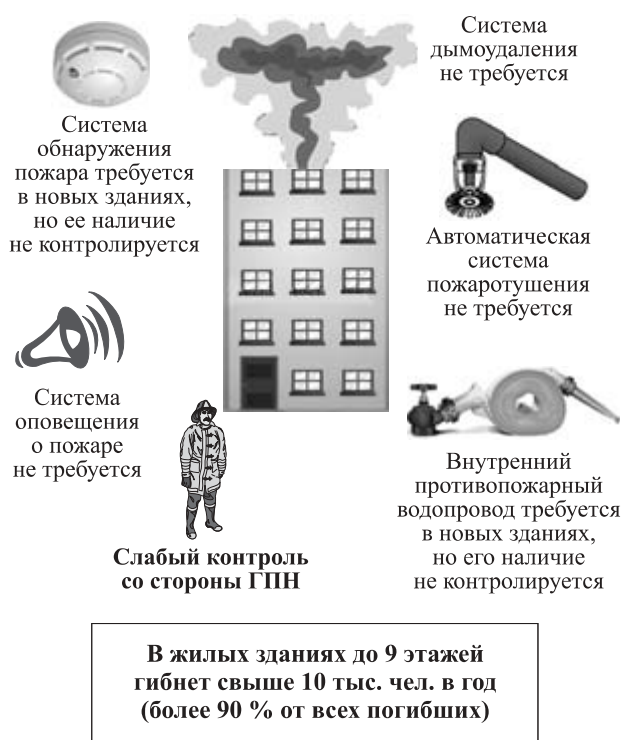 Система
дымоудаления
не требуется
Система
обнаружения
пожара требуется
в новых зданиях,
но ее наличие
не контролируется
Автоматическая
система
пожаротушения
не требуется
Система
оповещения
о пожаре
не требуется
Внутренний
противопожарный
водопровод требуется
в новых зданиях,
но его наличие
не контролируется
Слабый контроль
со стороны ГПН
В жилых зданиях до 9 этажей
гибнет свыше 10 тыс. чел. в год
(более 90 % от всех погибших)